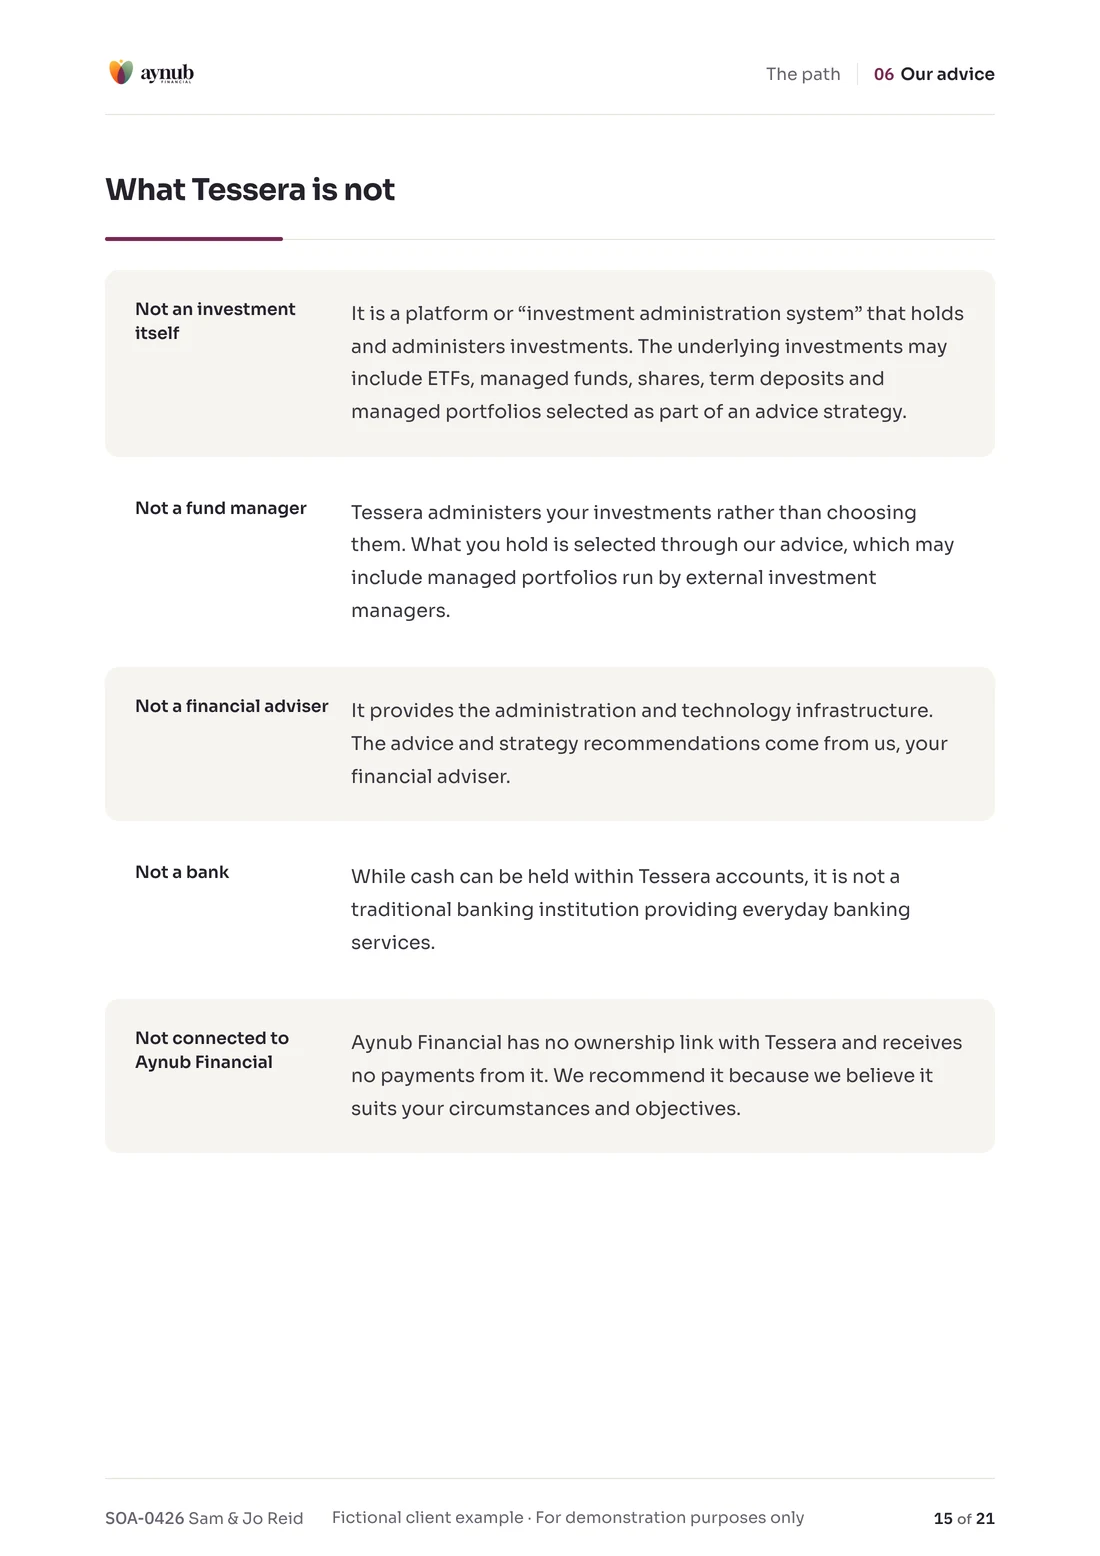 aynub
FINANCIAL
The path
06 Our advice
What Tessera is not
Not an investment
itself
It is a platform or “investment administration system” that holds
and administers investments. The underlying investments may
include ETFs, managed funds, shares, term deposits and
managed portfolios selected as part of an advice strategy.
Not a fund manager
Tessera administers your investments rather than choosing
them. What you hold is selected through our advice, which may
include managed portfolios run by external investment
managers.
Not a financial adviser
It provides the administration and technology infrastructure.
The advice and strategy recommendations come from us, your
financial adviser.
Not a bank
While cash can be held within Tessera accounts, it is not a
traditional banking institution providing everyday banking
services.
Not connected to
Aynub Financial
Aynub Financial has no ownership link with Tessera and receives
no payments from it. We recommend it because we believe it
suits your circumstances and objectives.
SOA-0426 Sam & Jo Reid
Fictional client example · For demonstration purposes only
15 of 21